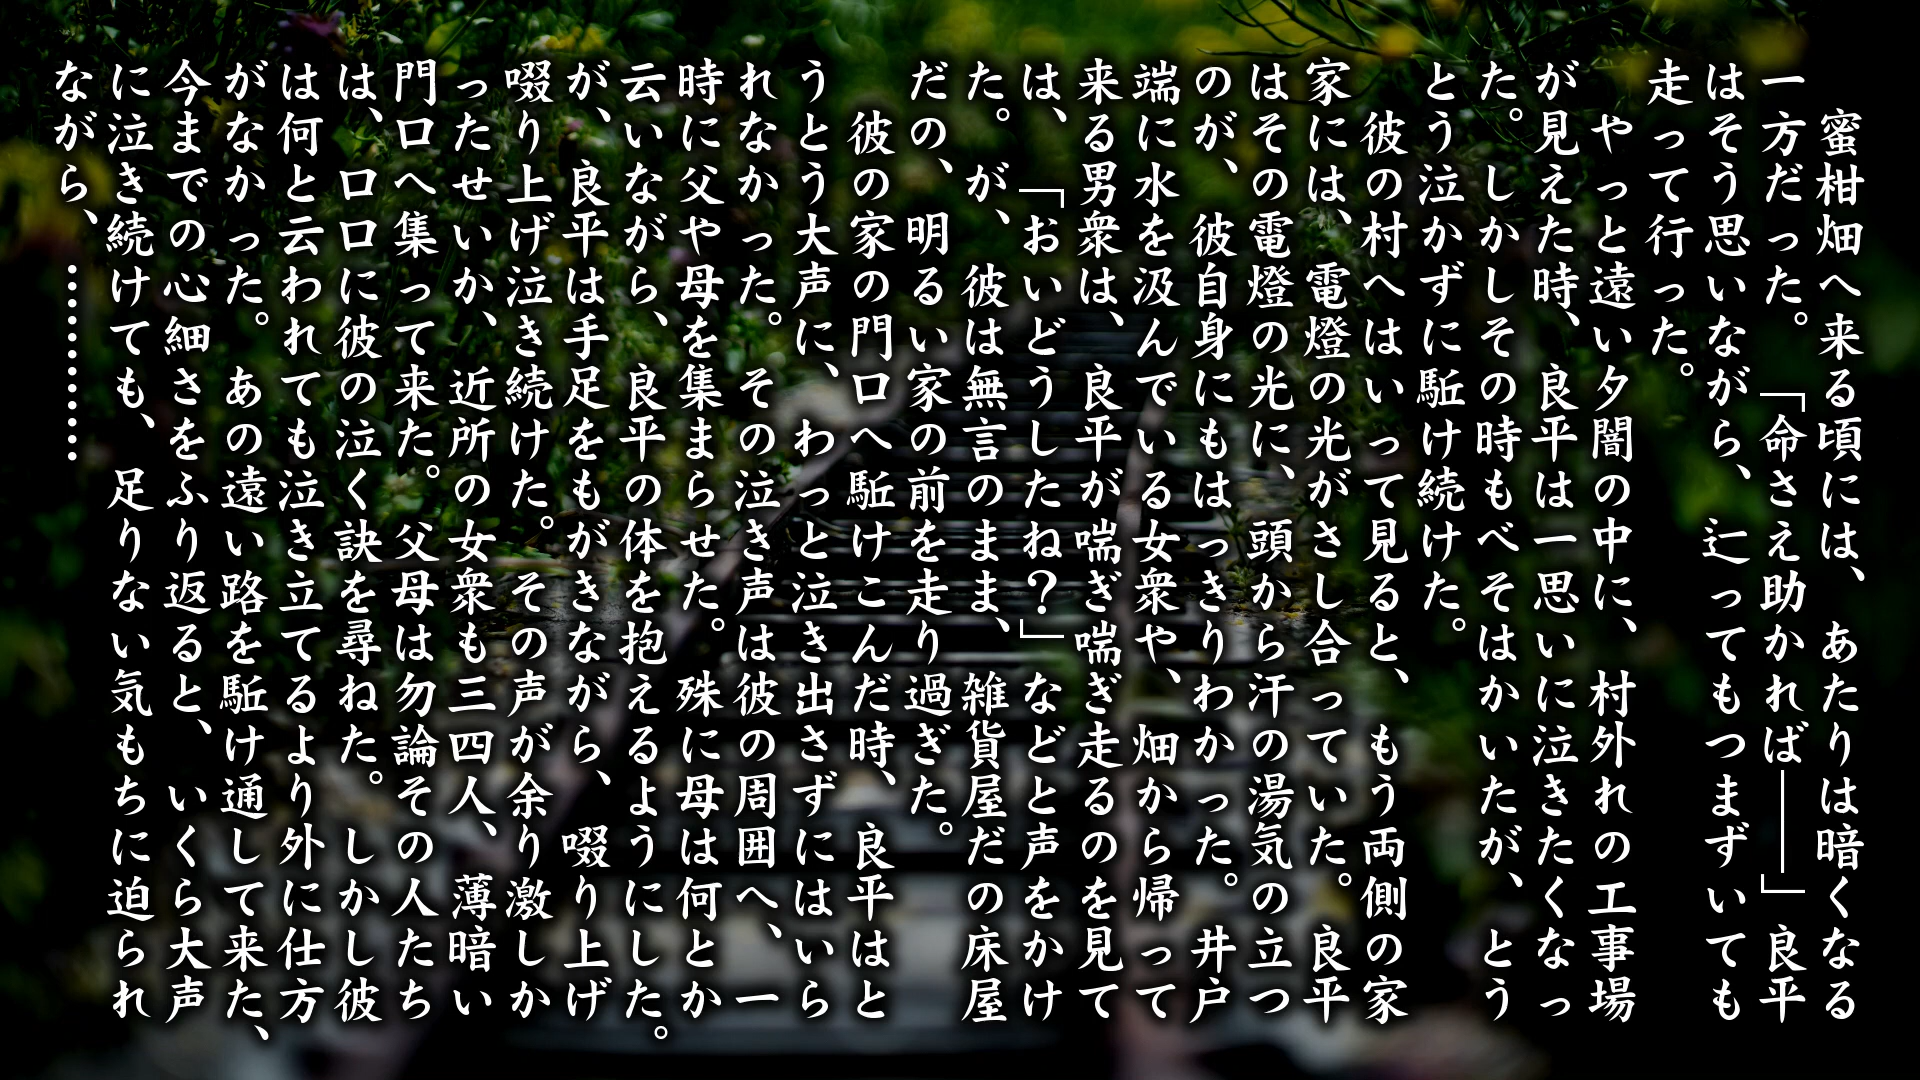 蜜柑畑へ来る頃には、あたりは暗くなる
一方だった。「命さえ助かれば――」良平
はそう思いながら、辷ってもつまずいても
走って行った。
　やっと遠い夕闇の中に、村外れの工事場
が見えた時、良平は一思いに泣きたくなっ
た。しかしその時もべそはかいたが、とう
とう泣かずに駈け続けた。
　彼の村へはいって見ると、もう両側の家
家には、電燈の光がさし合っていた。良平
はその電燈の光に、頭から汗の湯気の立つ
のが、彼自身にもはっきりわかった。井戸
端に水を汲んでいる女衆や、畑から帰って
来る男衆は、良平が喘ぎ喘ぎ走るのを見て
は、「おいどうしたね？」などと声をかけ
た。が、彼は無言のまま、雑貨屋だの床屋
だの、明るい家の前を走り過ぎた。
　彼の家の門口へ駈けこんだ時、良平はと
うとう大声に、わっと泣き出さずにはいら
れなかった。その泣き声は彼の周囲へ、一
時に父や母を集まらせた。殊に母は何とか
云いながら、良平の体を抱えるようにした。
が、良平は手足をもがきながら、啜り上げ
啜り上げ泣き続けた。その声が余り激しか
ったせいか、近所の女衆も三四人、薄暗い
門口へ集って来た。父母は勿論その人たち
は、口口に彼の泣く訣を尋ねた。しかし彼
は何と云われても泣き立てるより外に仕方
がなかった。あの遠い路を駈け通して来た、
今までの心細さをふり返ると、いくら大声
に泣き続けても、足りない気もちに迫られ
ながら、…………